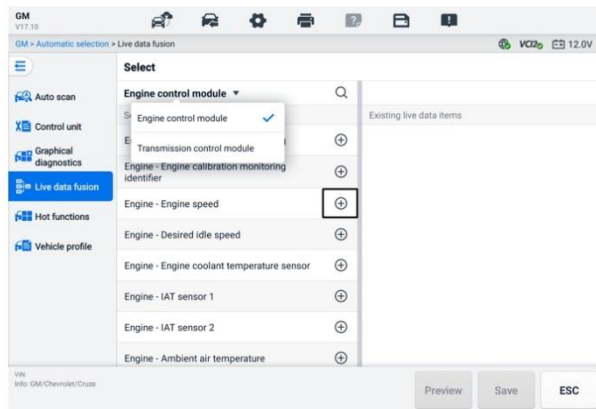 GM
V17.10
GM > Automatic selection > Live data fusion
VCI2
12.0V
Select
Auto scan
Control unit
Graphical
diagnostics
Live data fusion
Hot functions
Vehicle profile
Engine control module
Engine control module
Transmission control module
Existing live data items
Engine - Engine calibration monitoring
identifier
Engine - Engine speed
Engine - Desired idle speed
Engine - Engine coolant temperature sensor
Engine - IAT sensor 1
Engine - IAT sensor 2
Engine - Ambient air temperature
VIN:
Info: GM/Chevrolet/Cruze
Preview
Save
ESC